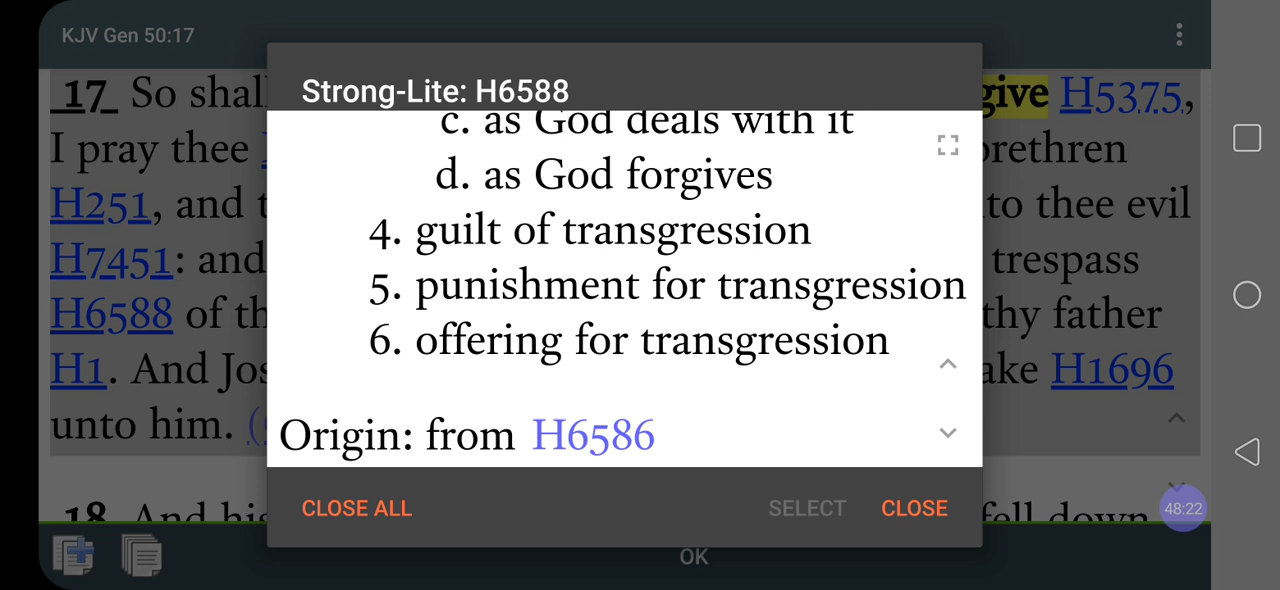 KJV Gen 50:17
Strong-Lite: H6588
c. as God deals with it
d. as God forgives
4. guilt of transgression
5. punishment for transgression
6. offering for transgression
Origin: from H6586
CLOSE ALL SELECT CLOSE
17 So shal give H5375,
I pray thee brethren
H251, and to thee evil
H7451: and trespass
H6588 of th thy father
H1. And Jos ake H1696
unto him.
18 And his fell down
48:22
OK